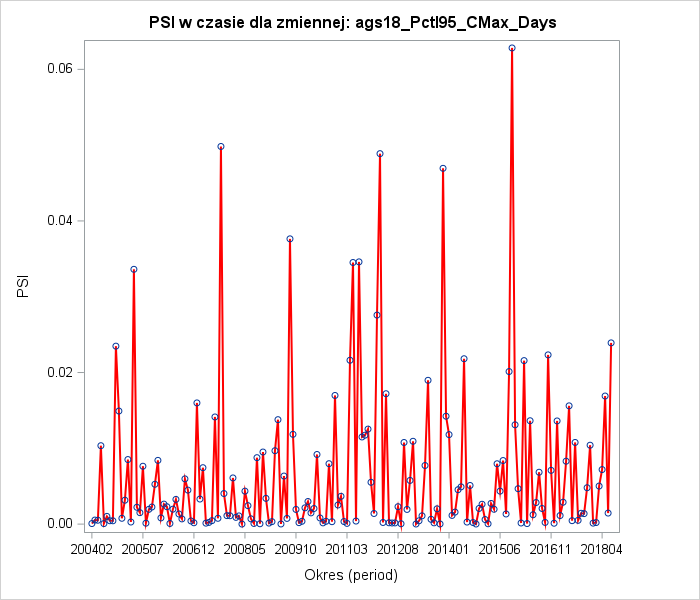 PSI w czasie dla zmiennej: ags18_Pctl95_CMax_Days
0.06
0.04
PSI
0.02
0.00
200402 200507 200612 200805 200910 201103 201208 201401 201506 201611 201804
Okres (period)